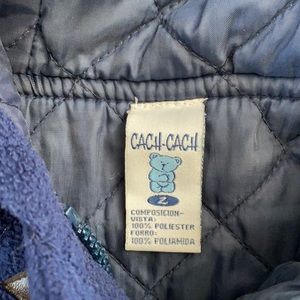 CACH-CACH
2
COMPOSICION-
VISTA:
100% POLIESTER
FORRO:
100% POLIAMIDA